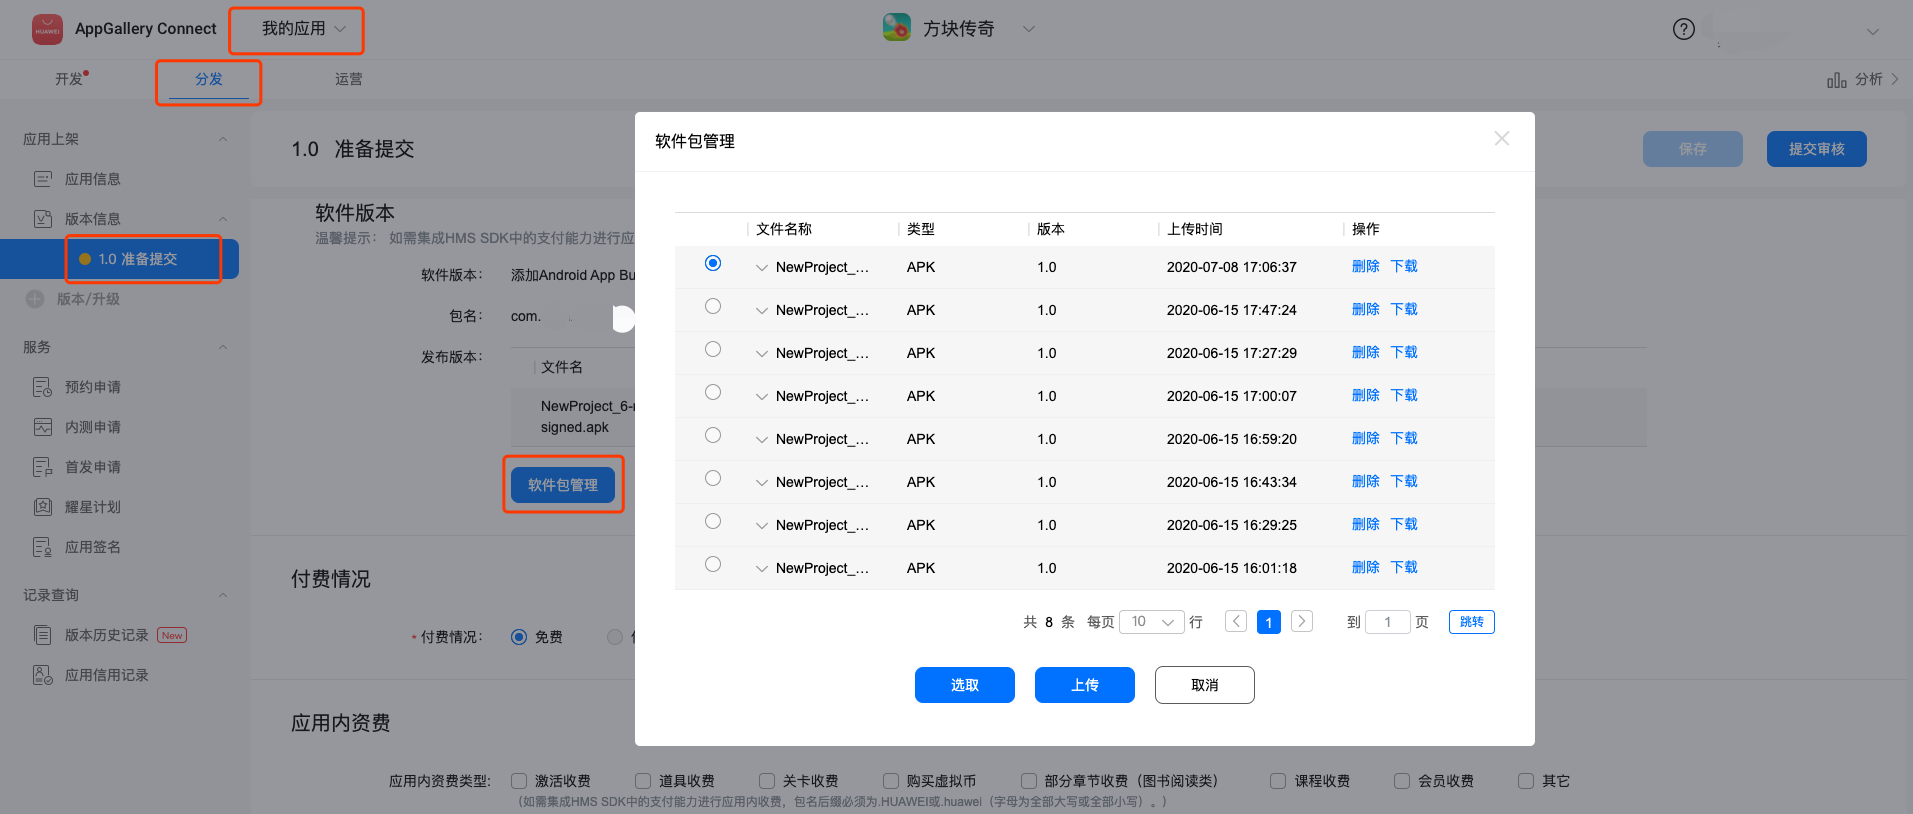 HUAWEI AppGallery Connect 我的应用 方块传奇
开发 分发 运营 分析
应用上架
应用信息
版本信息
1.0 准备提交
版本/升级
服务
预约申请
内测申请
首发申请
耀星计划
应用签名
记录查询
版本历史记录 New
应用信用记录
1.0 准备提交 保存 提交审核
软件版本
温馨提示： 如需集成HMS SDK中的支付能力进行应
软件版本： 添加Android App Bu
包名： com.
发布版本：
文件名
NewProject_6-r
signed.apk
软件包管理
付费情况
* 付费情况： 免费
应用内资费
应用内资费类型: 激活收费 道具收费 关卡收费 购买虚拟币 部分章节收费（图书阅读类） 课程收费 会员收费 其它
（如需集成HMS SDK中的支付能力进行应用内收费，包名后缀必须为.HUAWEI或.huawei（字母为全部大写或全部小写）。）
软件包管理
文件名称 类型 版本 上传时间 操作
NewProject_... APK 1.0 2020-07-08 17:06:37 删除 下载
NewProject_... APK 1.0 2020-06-15 17:47:24 删除 下载
NewProject_... APK 1.0 2020-06-15 17:27:29 删除 下载
NewProject_... APK 1.0 2020-06-15 17:00:07 删除 下载
NewProject_... APK 1.0 2020-06-15 16:59:20 删除 下载
NewProject_... APK 1.0 2020-06-15 16:43:34 删除 下载
NewProject_... APK 1.0 2020-06-15 16:29:25 删除 下载
NewProject_... APK 1.0 2020-06-15 16:01:18 删除 下载
共 8 条 每页 10 行 1 到 1 页 跳转
选取 上传 取消